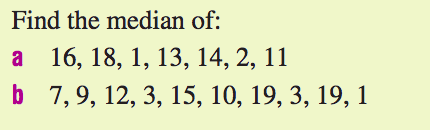 Find the median of:
a 16, 18, 1, 13, 14, 2, 11
b 7, 9, 12, 3, 15, 10, 19, 3, 19, 1